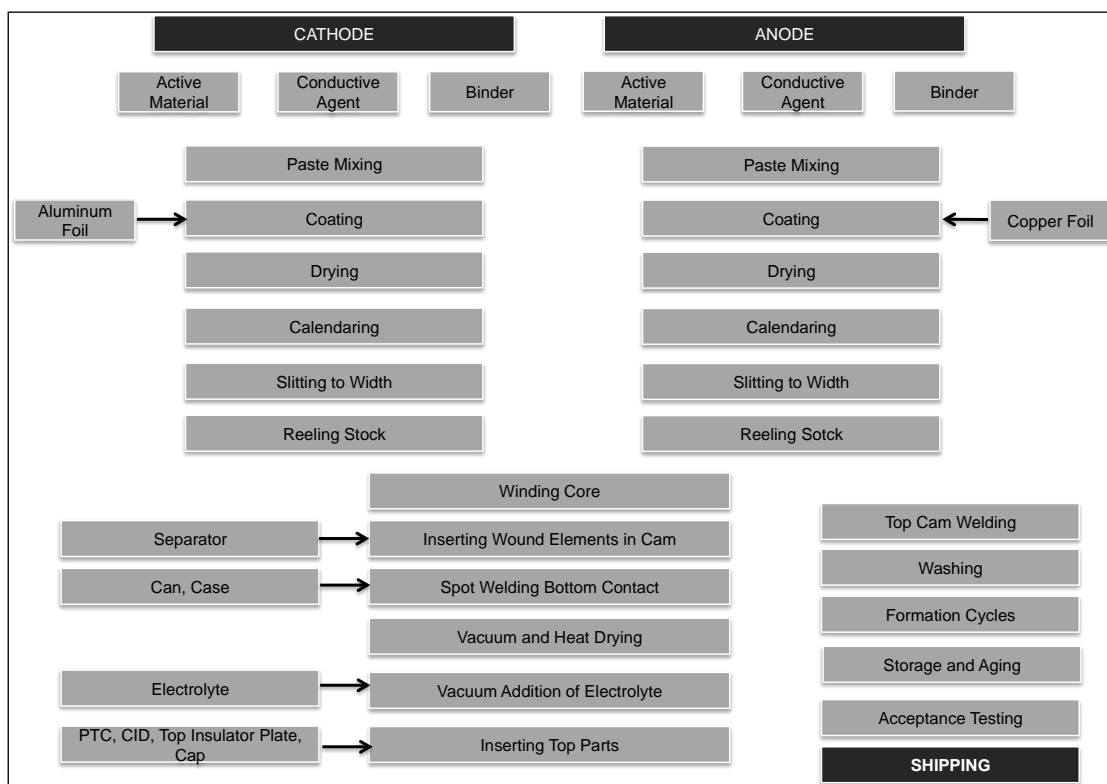 CATHODE
ANODE
Active
Material
Conductive
Agent
Binder
Active
Material
Conductive
Agent
Binder
Paste Mixing
Paste Mixing
Aluminum
Foil
Coating
Coating
Copper Foil
Drying
Drying
Calendaring
Calendaring
Slitting to Width
Slitting to Width
Reeling Stock
Reeling Sotck
Winding Core
Separator
Inserting Wound Elements in Cam
Can, Case
Spot Welding Bottom Contact
Vacuum and Heat Drying
Electrolyte
Vacuum Addition of Electrolyte
PTC, CID, Top Insulator Plate,
Cap
Inserting Top Parts
Top Cam Welding
Washing
Formation Cycles
Storage and Aging
Acceptance Testing
SHIPPING